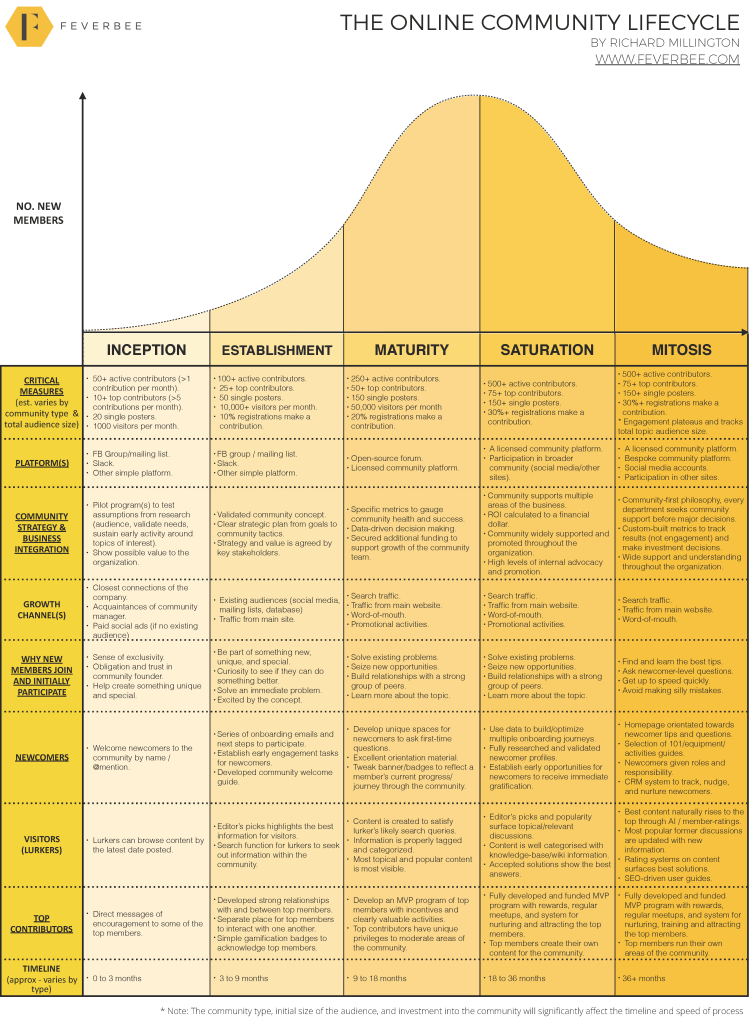 FEVERBEE
THE ONLINE COMMUNITY LIFECYCLE
BY RICHARD MILLINGTON
WWW.FEVERBEE.COM
NO. NEW
MEMBERS
INCEPTION
ESTABLISHMENT
MATURITY
SATURATION
MITOSIS
CRITICAL
MEASURES
(est. varies by
community type &
total audience size)
• 50+ active contributors (>1
contribution per month).
• 10+ top contributors (>5
contributions per month).
• 20 single posters.
• 1000 visitors per month.
• 100+ active contributors.
• 25+ top contributors.
• 50 single posters.
• 10,000+ visitors per month.
• 10% registrations make a
contribution.
• 250+ active contributors.
• 50+ top contributors.
• 150 single posters.
• 50,000 visitors per month
• 20% registrations make a
contribution.
• 500+ active contributors.
• 75+ top contributors.
• 150+ single posters.
• 30%+ registrations make a
contribution.
• 500+ active contributors.
• 75+ top contributors.
• 150+ single posters.
• 30%+ registrations make a
contribution.
* Engagement plateaus and tracks
total topic audience size.
PLATFORM(S)
• FB Group/mailing list.
• Slack.
• Other simple platform.
• FB group / mailing list.
• Slack.
• Other simple platform.
• Open-source forum.
• Licensed community platform.
• A licensed community platform.
• Participation in broader
community (social media/other
sites).
• A licensed community platform.
• Bespoke community platform.
• Social media accounts.
• Participation in other sites.
COMMUNITY
STRATEGY &
BUSINESS
INTEGRATION
• Pilot program(s) to test
assumptions from research
(audience, validate needs,
sustain early activity around
topics of interest).
• Show possible value to the
organization.
• Validated community concept.
• Clear strategic plan from goals to
community tactics.
• Strategy and value is agreed by
key stakeholders.
• Specific metrics to gauge
community health and success.
• Data-driven decision making.
• Secured additional funding to
support growth of the community
team.
• Community supports multiple
areas of the business.
• ROI calculated to a financial
dollar.
• Community widely supported and
promoted throughout the
organization.
• High levels of internal advocacy
and promotion.
• Community-first philosophy, every
department seeks community
support before major decisions.
• Custom-built metrics to track
results (not engagement) and
make investment decisions.
• Wide support and understanding
throughout the organization.
GROWTH
CHANNEL(S)
• Closest connections of the
company.
• Acquaintances of community
manager.
• Paid social ads (if no existing
audience)
• Existing audiences (social media,
mailing lists, database)
• Traffic from main site.
• Search traffic.
• Traffic from main website.
• Word-of-mouth.
• Promotional activities.
• Search traffic.
• Traffic from main website.
• Word-of-mouth.
• Promotional activities.
• Search traffic.
• Traffic from main website.
• Word-of-mouth.
WHY NEW
MEMBERS JOIN
AND INITIALLY
PARTICIPATE
• Sense of exclusivity.
• Obligation and trust in
community founder.
• Help create something unique
and special.
• Be part of something new,
unique, and special.
• Curiosity to see if they can do
something better.
• Solve an immediate problem.
• Excited by the concept.
• Solve existing problems.
• Seize new opportunities.
• Build relationships with a strong
group of peers.
• Learn more about the topic.
• Solve existing problems.
• Seize new opportunities.
• Build relationships with a strong
group of peers.
• Learn more about the topic.
• Find and learn the best tips.
• Ask newcomer-level questions.
• Get up to speed quickly.
• Avoid making silly mistakes.
NEWCOMERS
• Welcome newcomers to the
community by name /
@mention.
• Series of onboarding emails and
next steps to participate.
• Establish early engagement tasks
for newcomers.
• Developed community welcome
guide.
• Develop unique spaces for
newcomers to ask first-time
questions.
• Excellent orientation material.
• Tweak banner/badges to reflect a
member's current progress/
journey through the community.
• Use data to build/optimize
multiple onboarding journeys.
• Fully researched and validated
newcomer profiles.
• Establish early opportunities for
newcomers to receive immediate
gratification.
• Homepage orientated towards
newcomer tips and questions.
• Selection of 101/equipment/
activities guides.
• Newcomers given roles and
responsibility.
• CRM system to track, nudge,
and nurture newcomers.
VISITORS
(LURKERS)
• Lurkers can browse content by
the latest date posted.
• Editor's picks highlights the best
information for visitors.
• Search function for lurkers to seek
out information within the
community.
• Content is created to satisfy
lurker's likely search queries.
• Information is properly tagged
and categorized.
• Most topical and popular content
is most visible.
• Editor's picks and popularity
surface topical/relevant
discussions.
• Content is well categorised with
knowledge-base/wiki information.
• Accepted solutions show the best
answers.
• Best content naturally rises to the
top through AI / member-ratings.
• Most popular former discussions
are updated with new
information.
• Rating systems on content
surfaces best solutions.
• SEO-driven user guides.
TOP
CONTRIBUTORS
• Direct messages of
encouragement to some of the
top members.
• Developed strong relationships
with and between top members.
• Separate place for top members
to interact with one another.
• Simple gamification badges to
acknowledge top members.
• Develop an MVP program of top
members with incentives and
clearly valuable activities.
• Top contributors have unique
privileges to moderate areas of
the community.
• Fully developed and funded MVP
program with rewards, regular
meetups, and system for
nurturing and attracting the top
members.
• Top members create their own
content for the community.
• Fully developed and funded
MVP program with rewards,
regular meetups, and system for
nurturing, training and attracting
the top members.
• Top members run their own
areas of the community.
TIMELINE
(approx - varies by
type)
• 0 to 3 months
• 3 to 9 months
• 9 to 18 months
• 18 to 36 months
• 36+ months
* Note: The community type, initial size of the audience, and investment into the community will significantly affect the timeline and speed of process